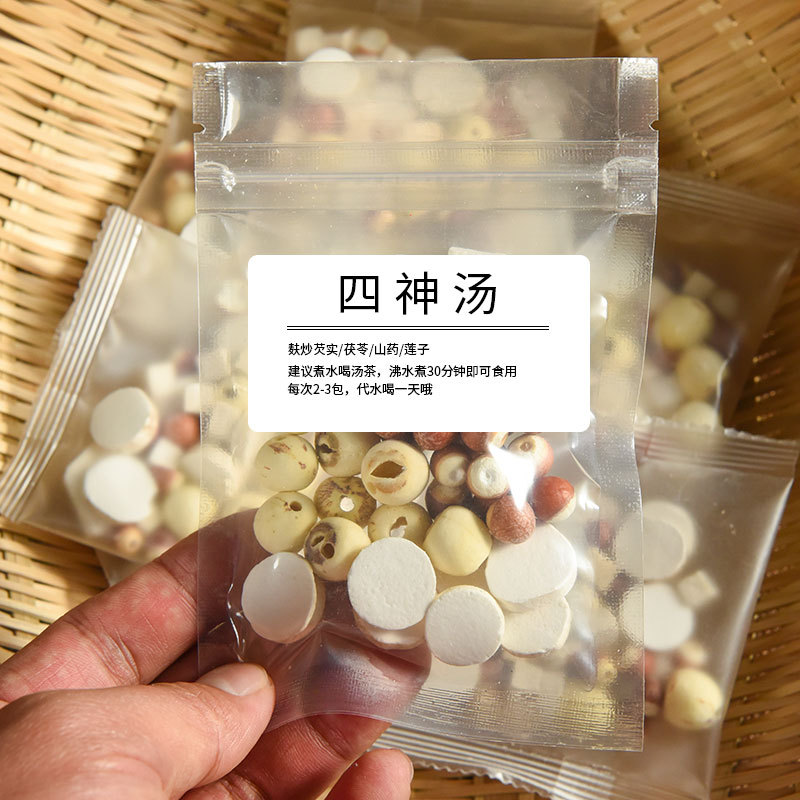 四神汤
麸炒芡实/茯苓/山药/莲子
建议煮水喝汤茶，沸水煮30分钟即可食用
每次2-3包，代水喝一天哦